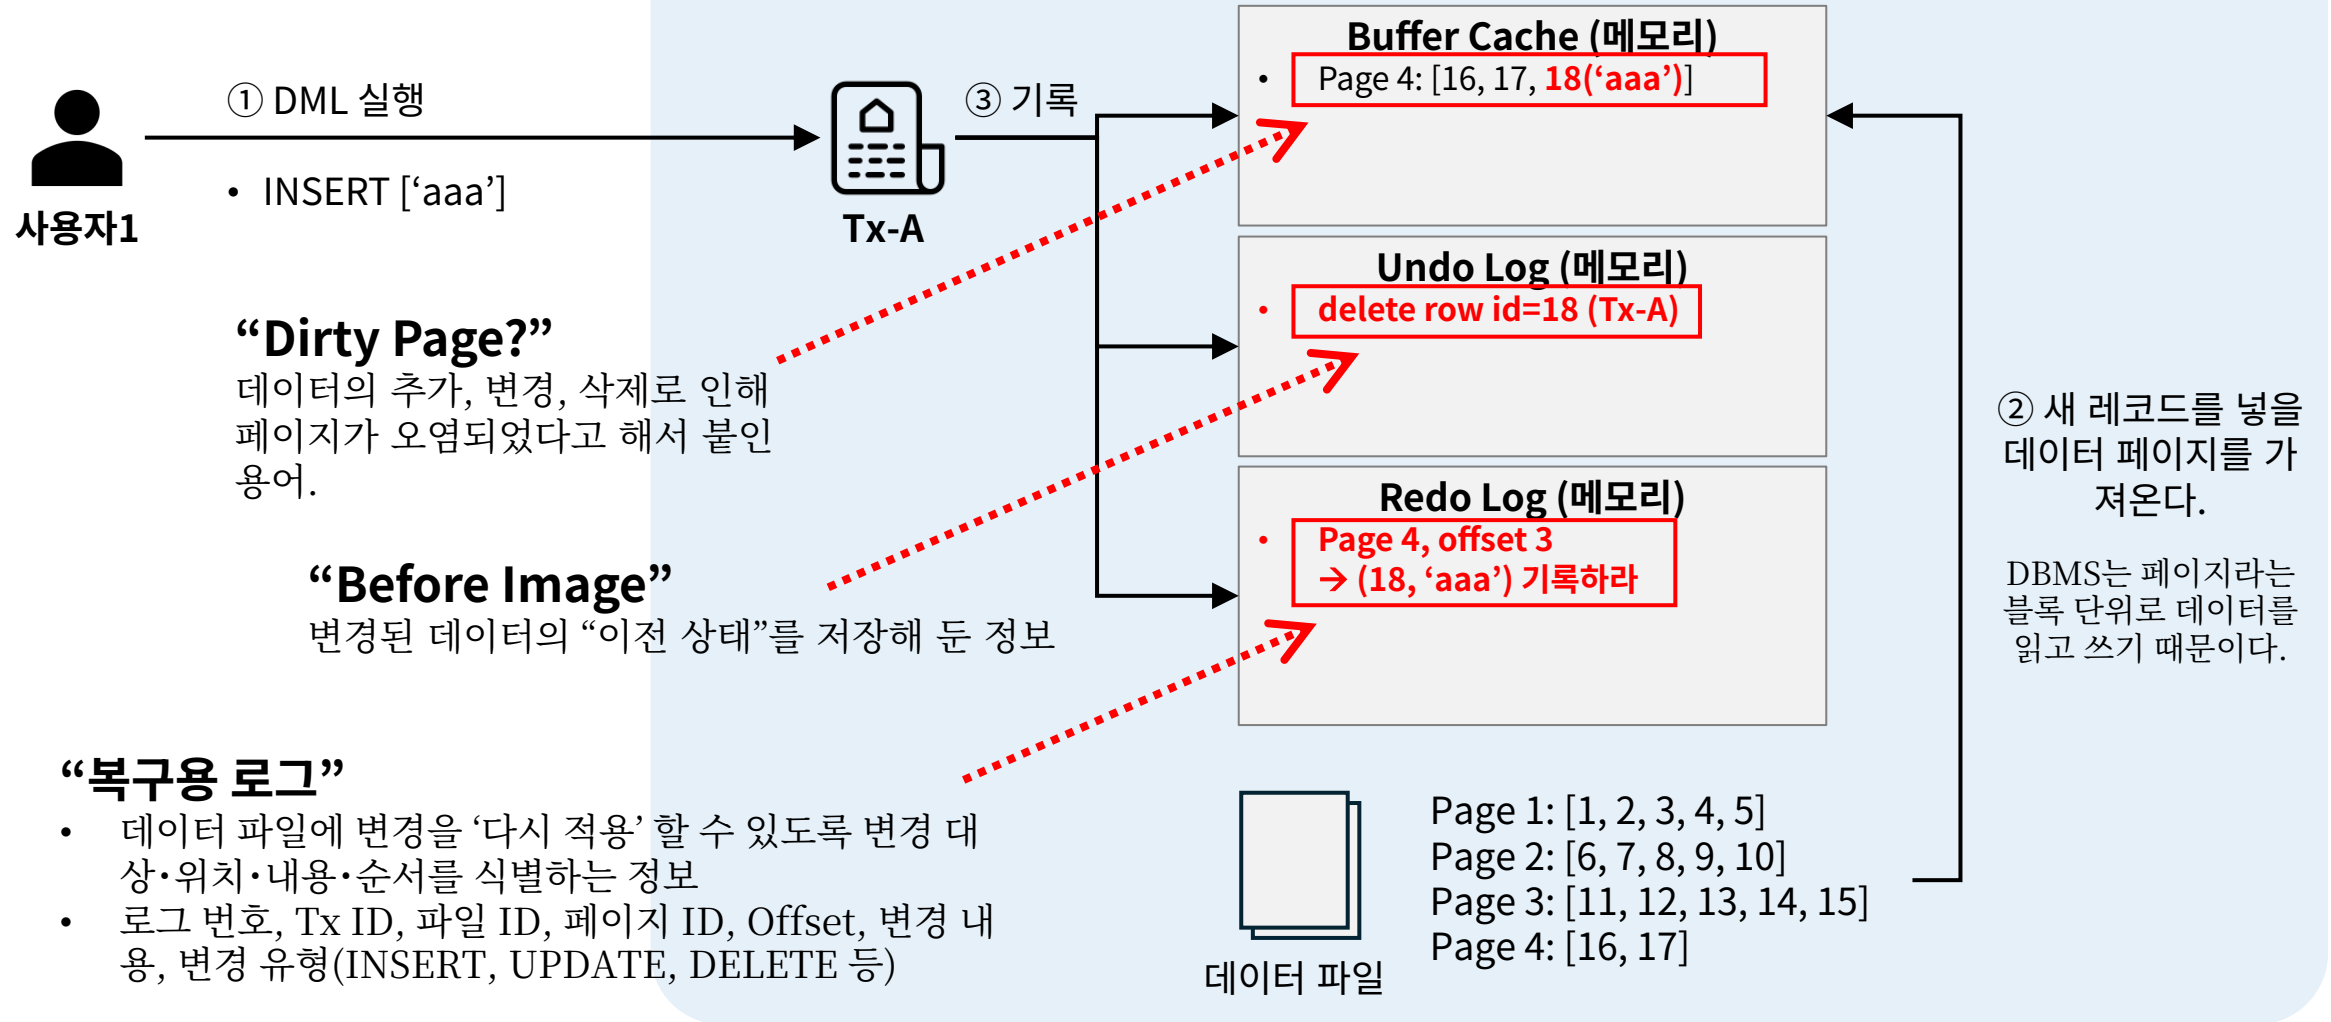 사용자1
① DML 실행
• INSERT [‘aaa’]
Tx-A
③ 기록
Buffer Cache (메모리)
• Page 4: [16, 17, 18(‘aaa’)]
Undo Log (메모리)
• delete row id=18 (Tx-A)
Redo Log (메모리)
• Page 4, offset 3
→ (18, ‘aaa’) 기록하라
② 새 레코드를 넣을
데이터 페이지를 가
져온다.
DBMS는 페이지라는
블록 단위로 데이터를
읽고 쓰기 때문이다.
“Dirty Page?”
데이터의 추가, 변경, 삭제로 인해
페이지가 오염되었다고 해서 붙인
용어.
“Before Image”
변경된 데이터의 “이전 상태”를 저장해 둔 정보
“복구용 로그”
• 데이터 파일에 변경을 ‘다시 적용’ 할 수 있도록 변경 대
상·위치·내용·순서를 식별하는 정보
• 로그 번호, Tx ID, 파일 ID, 페이지 ID, Offset, 변경 내
용, 변경 유형(INSERT, UPDATE, DELETE 등)
데이터 파일
Page 1: [1, 2, 3, 4, 5]
Page 2: [6, 7, 8, 9, 10]
Page 3: [11, 12, 13, 14, 15]
Page 4: [16, 17]